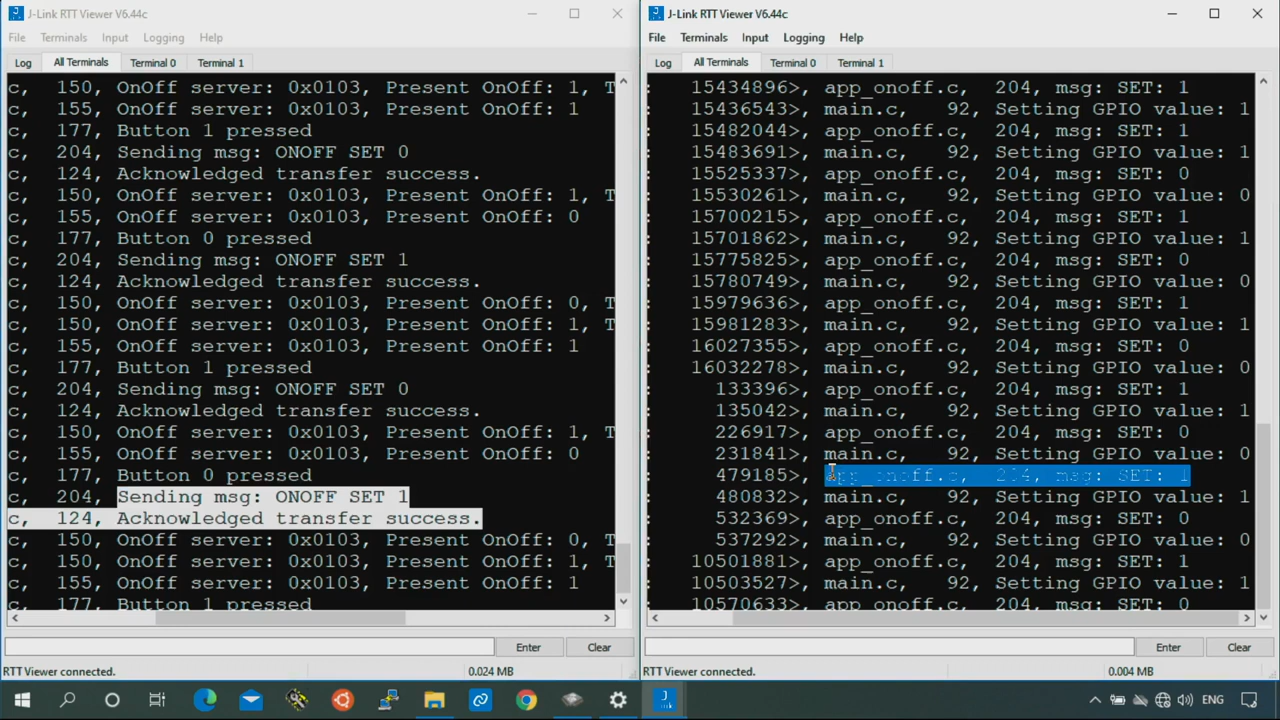 J-Link RTT Viewer V6.44c
File Terminals Input Logging Help
Log All Terminals Terminal 0 Terminal 1
c, 150, OnOff server: 0x0103, Present OnOff: 1, T
c, 155, OnOff server: 0x0103, Present OnOff: 1
c, 177, Button 1 pressed
c, 204, Sending msg: ONOFF SET 0
c, 124, Acknowledged transfer success.
c, 150, OnOff server: 0x0103, Present OnOff: 1, T
c, 155, OnOff server: 0x0103, Present OnOff: 0
c, 177, Button 0 pressed
c, 204, Sending msg: ONOFF SET 1
c, 124, Acknowledged transfer success.
c, 150, OnOff server: 0x0103, Present OnOff: 0, T
c, 150, OnOff server: 0x0103, Present OnOff: 1, T
c, 155, OnOff server: 0x0103, Present OnOff: 1
c, 177, Button 1 pressed
c, 204, Sending msg: ONOFF SET 0
c, 124, Acknowledged transfer success.
c, 150, OnOff server: 0x0103, Present OnOff: 1, T
c, 155, OnOff server: 0x0103, Present OnOff: 0
c, 177, Button 0 pressed
c, 204, Sending msg: ONOFF SET 1
c, 124, Acknowledged transfer success.
c, 150, OnOff server: 0x0103, Present OnOff: 0, T
c, 150, OnOff server: 0x0103, Present OnOff: 1, T
c, 155, OnOff server: 0x0103, Present OnOff: 1
c, 177, Button 1 pressed
Enter Clear
RTT Viewer connected. 0.024 MB
J-Link RTT Viewer V6.44c
File Terminals Input Logging Help
Log All Terminals Terminal 0 Terminal 1
: 15434896>, app_onoff.c, 204, msg: SET: 1
: 15436543>, main.c, 92, Setting GPIO value: 1
: 15482044>, app_onoff.c, 204, msg: SET: 1
: 15483691>, main.c, 92, Setting GPIO value: 1
: 15525337>, app_onoff.c, 204, msg: SET: 0
: 15530261>, main.c, 92, Setting GPIO value: 0
: 15700215>, app_onoff.c, 204, msg: SET: 1
: 15701862>, main.c, 92, Setting GPIO value: 1
: 15775825>, app_onoff.c, 204, msg: SET: 0
: 15780749>, main.c, 92, Setting GPIO value: 0
: 15979636>, app_onoff.c, 204, msg: SET: 1
: 15981283>, main.c, 92, Setting GPIO value: 1
: 16027355>, app_onoff.c, 204, msg: SET: 0
: 16032278>, main.c, 92, Setting GPIO value: 0
: 133396>, app_onoff.c, 204, msg: SET: 1
: 135042>, main.c, 92, Setting GPIO value: 1
: 226917>, app_onoff.c, 204, msg: SET: 0
: 231841>, main.c, 92, Setting GPIO value: 0
: 479185>, app_onoff.c, 204, msg: SET: 1
: 480832>, main.c, 92, Setting GPIO value: 1
: 532369>, app_onoff.c, 204, msg: SET: 0
: 537292>, main.c, 92, Setting GPIO value: 0
: 10501881>, app_onoff.c, 204, msg: SET: 1
: 10503527>, main.c, 92, Setting GPIO value: 1
: 10570633>, app_onoff.c, 204, msg: SET: 0
Enter Clear
RTT Viewer connected. 0.004 MB
ENG